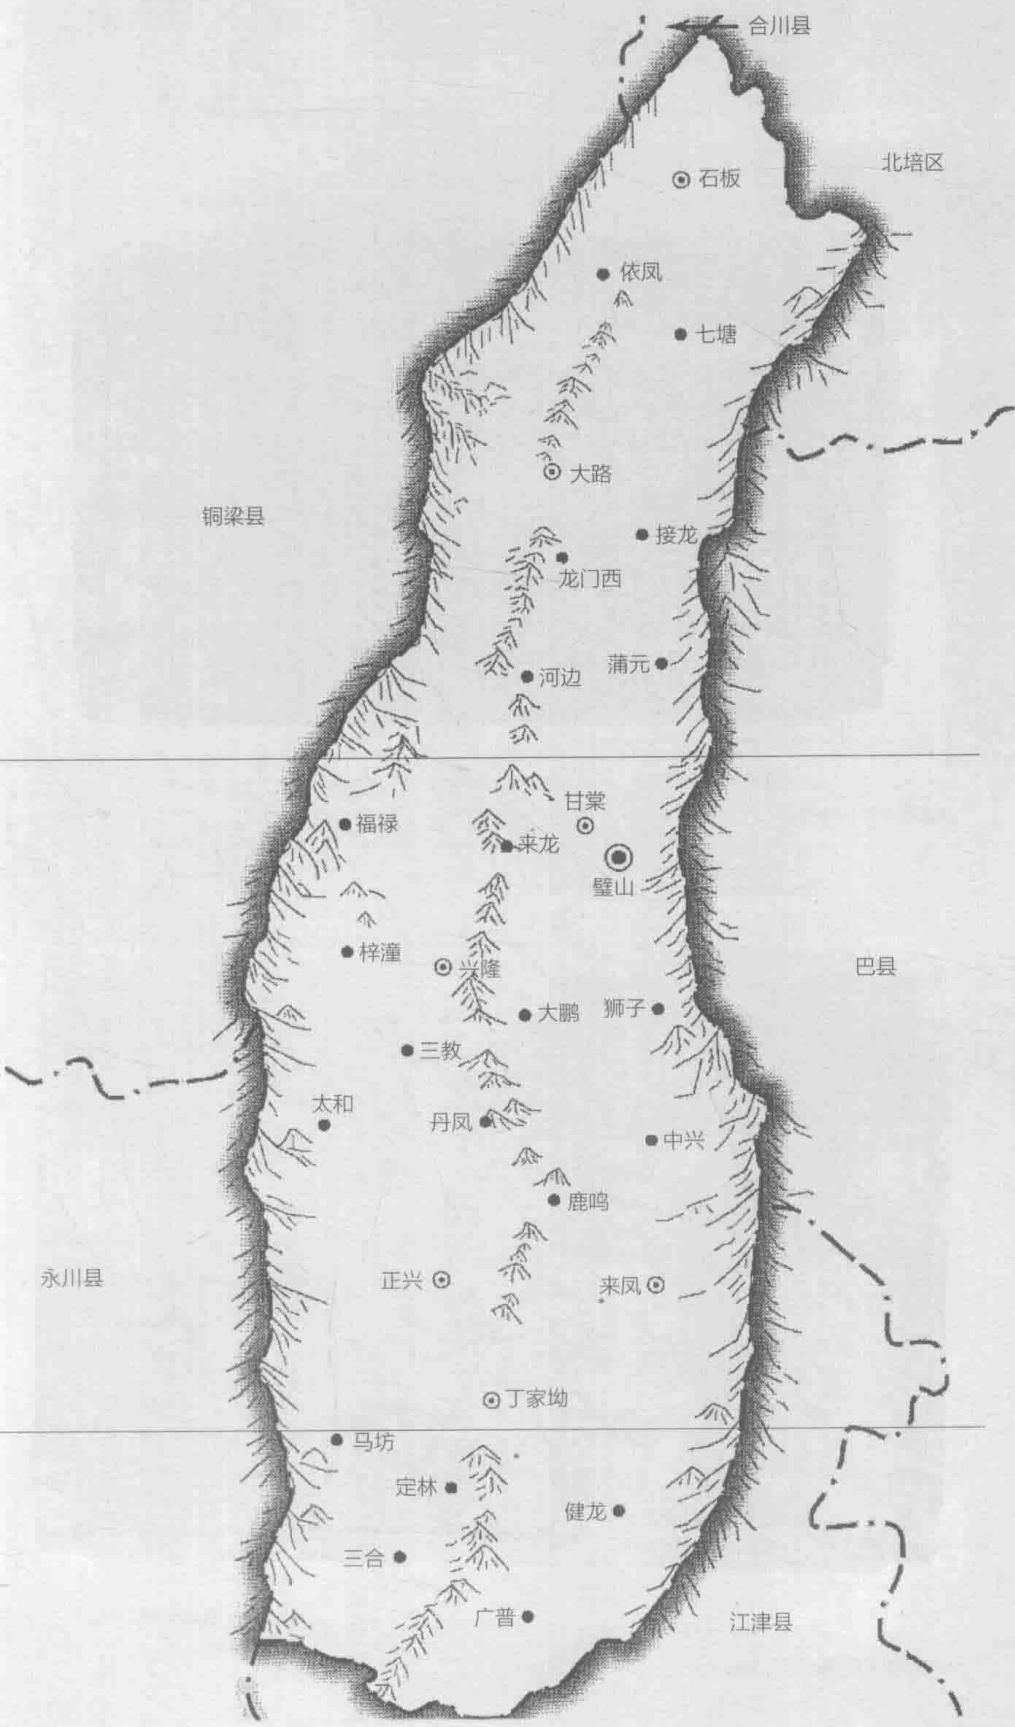 合川县
北培区
石板
依凤
七塘
大路
铜梁县
接龙
龙门西
蒲元
河边
甘棠
福禄
来龙
璧山
梓潼
兴隆
巴县
大鹏
狮子
三教
太和
丹凤
中兴
鹿鸣
永川县
正兴
来凤
丁家坳
马坊
定林
健龙
三合
广普
江津县